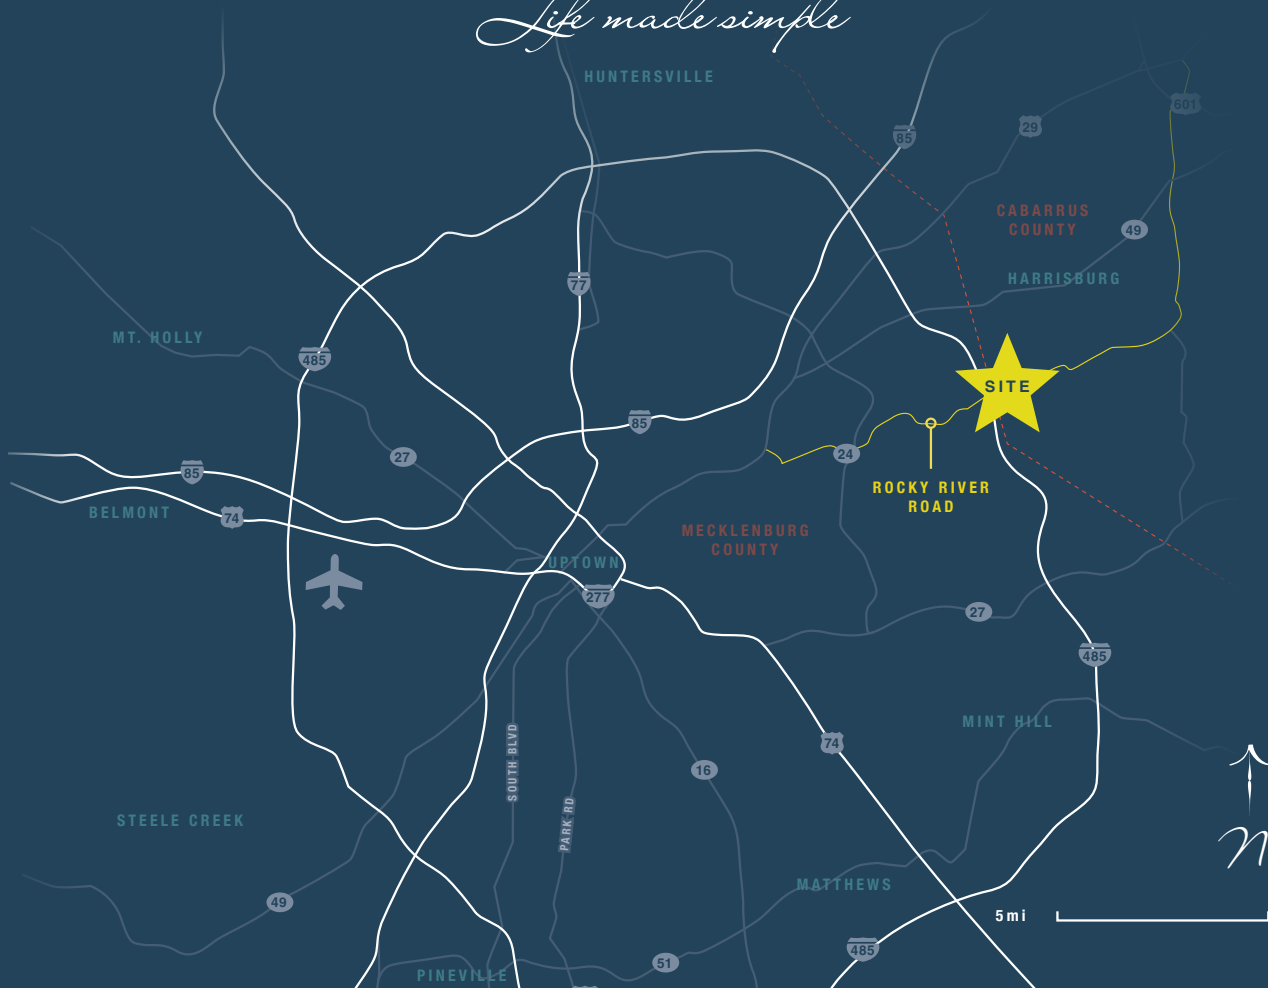 Life made simple
HUNTERSVILLE
601
29
85
CABARRUS
COUNTY
49
HARRISBURG
77
MT. HOLLY
485
SITE
85
27
24
85
ROCKY RIVER
ROAD
BELMONT
74
MECKLENBURG
COUNTY
UPTOWN
277
27
485
MINT HILL
74
SOUTH BLVD
16
PARK RD
STEELE CREEK
MATTHEWS
49
5mi
n
485
51
PINEVILLE